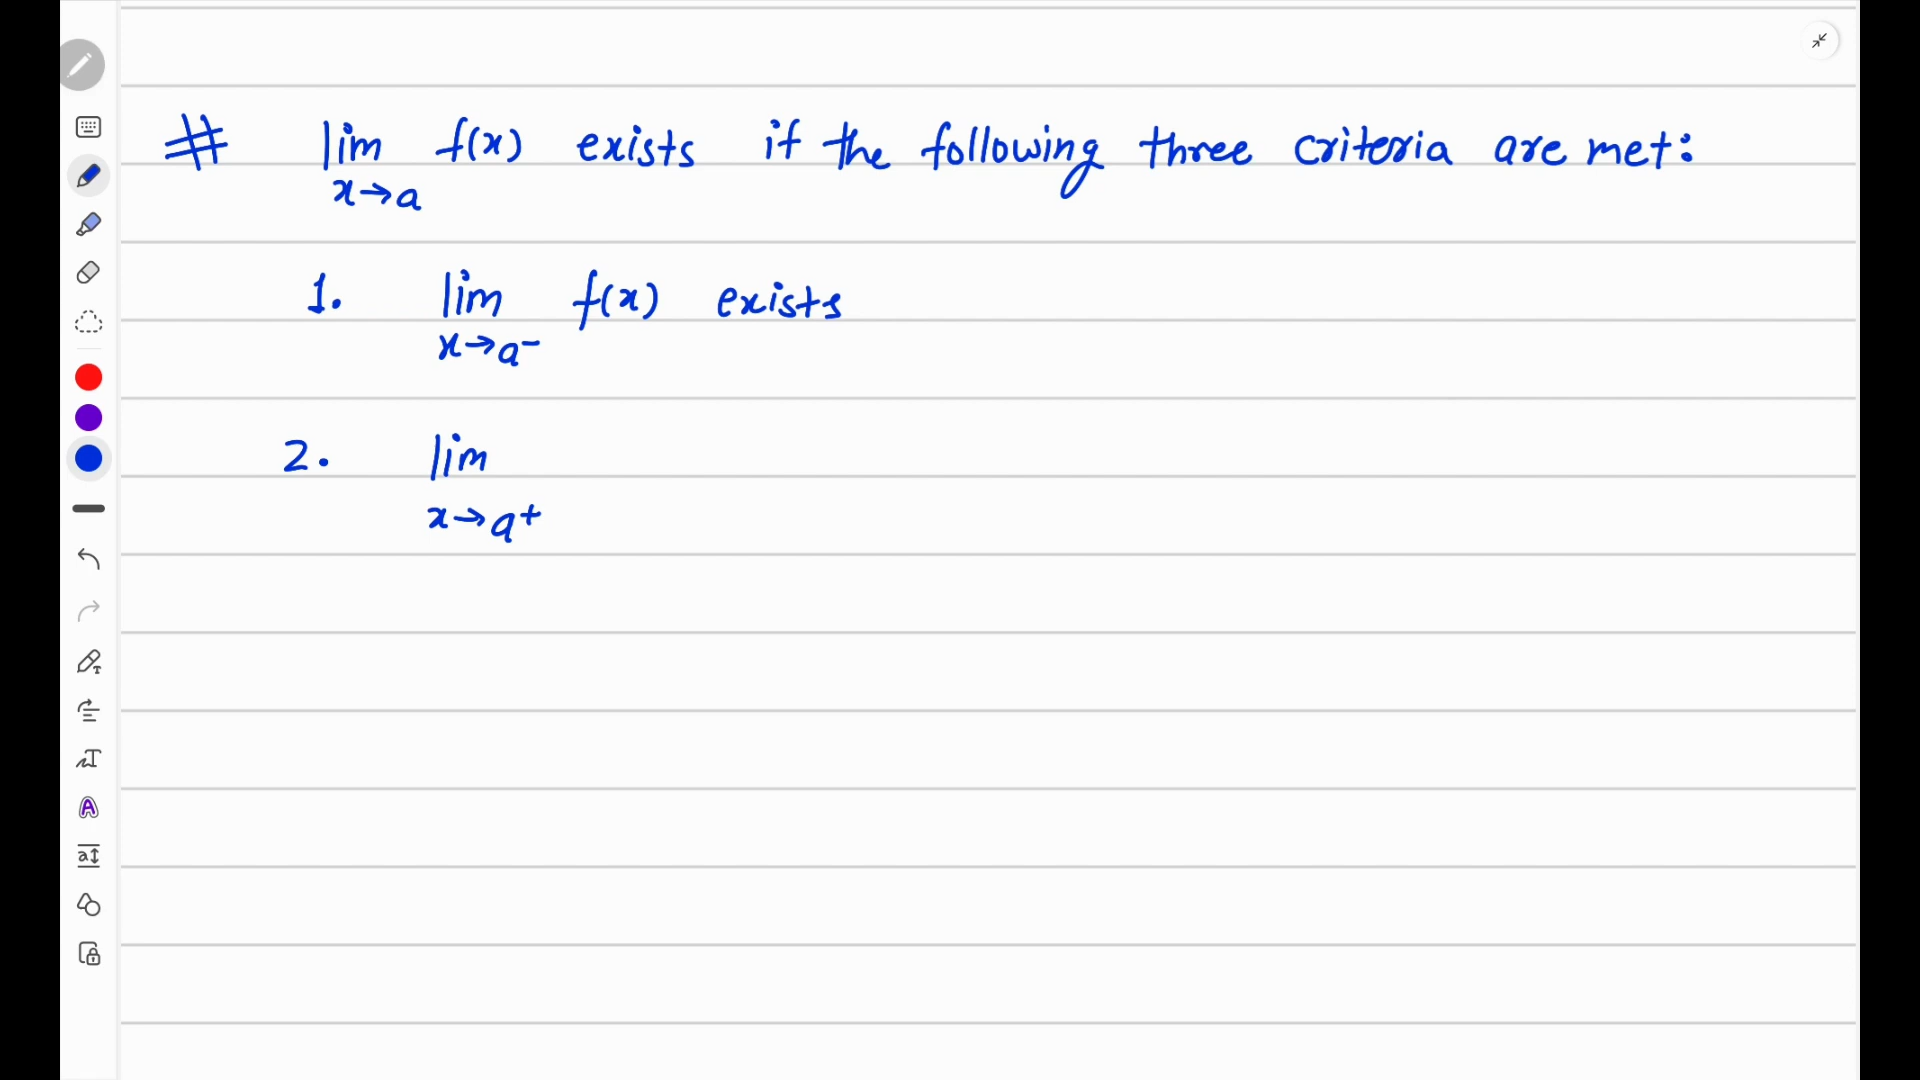 # lim f(x) exists if the following three criteria are met:
x→a
1. lim f(x) exists
x→a⁻
2. lim
x→a⁺